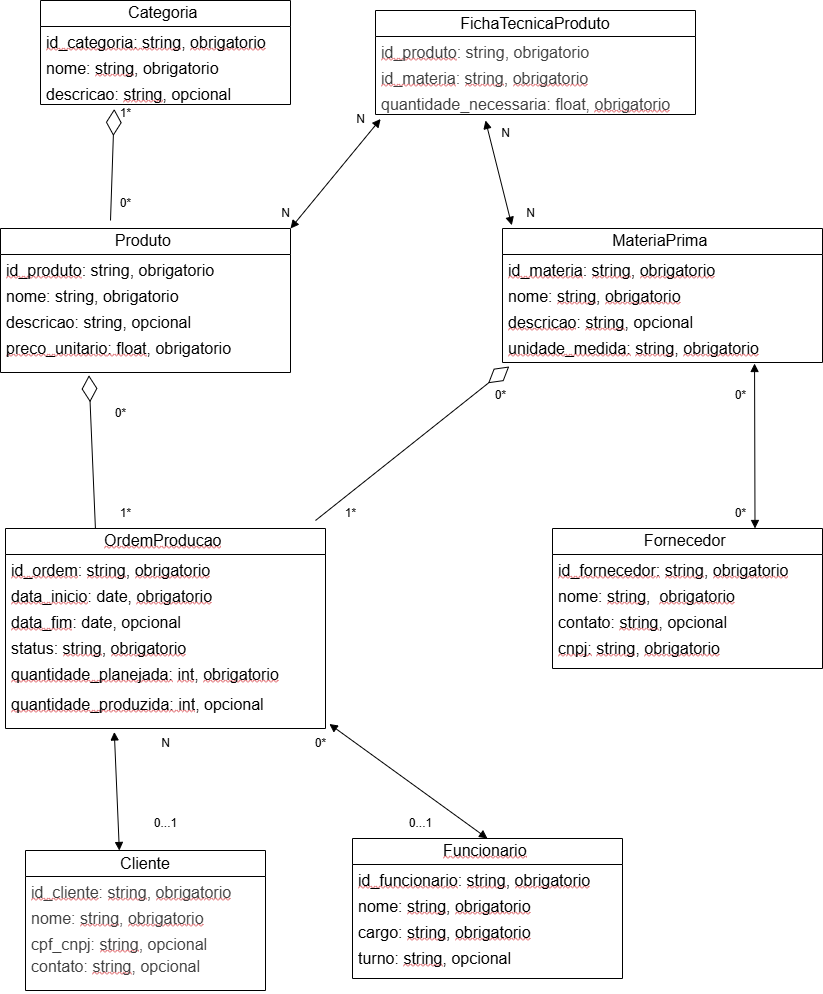 Categoria
id_categoria: string, obrigatorio
nome: string, obrigatorio
descricao: string, opcional
FichaTecnicaProduto
id_produto: string, obrigatorio
id_materia: string, obrigatorio
quantidade_necessaria: float, obrigatorio
1*
0*
N
N
N
N
Produto
id_produto: string, obrigatorio
nome: string, obrigatorio
descricao: string, opcional
preco_unitario: float, obrigatorio
MateriaPrima
id_materia: string, obrigatorio
nome: string, obrigatorio
descricao: string, opcional
unidade_medida: string, obrigatorio
0*
1*
0*
1*
0*
0*
OrdemProducao
id_ordem: string, obrigatorio
data_inicio: date, obrigatorio
data_fim: date, opcional
status: string, obrigatorio
quantidade_planejada: int, obrigatorio
quantidade_produzida: int, opcional
Fornecedor
id_fornecedor: string, obrigatorio
nome: string, obrigatorio
contato: string, opcional
cnpj: string, obrigatorio
N
0...1
0*
0...1
Cliente
id_cliente: string, obrigatorio
nome: string, obrigatorio
cpf_cnpj: string, opcional
contato: string, opcional
Funcionario
id_funcionario: string, obrigatorio
nome: string, obrigatorio
cargo: string, obrigatorio
turno: string, opcional